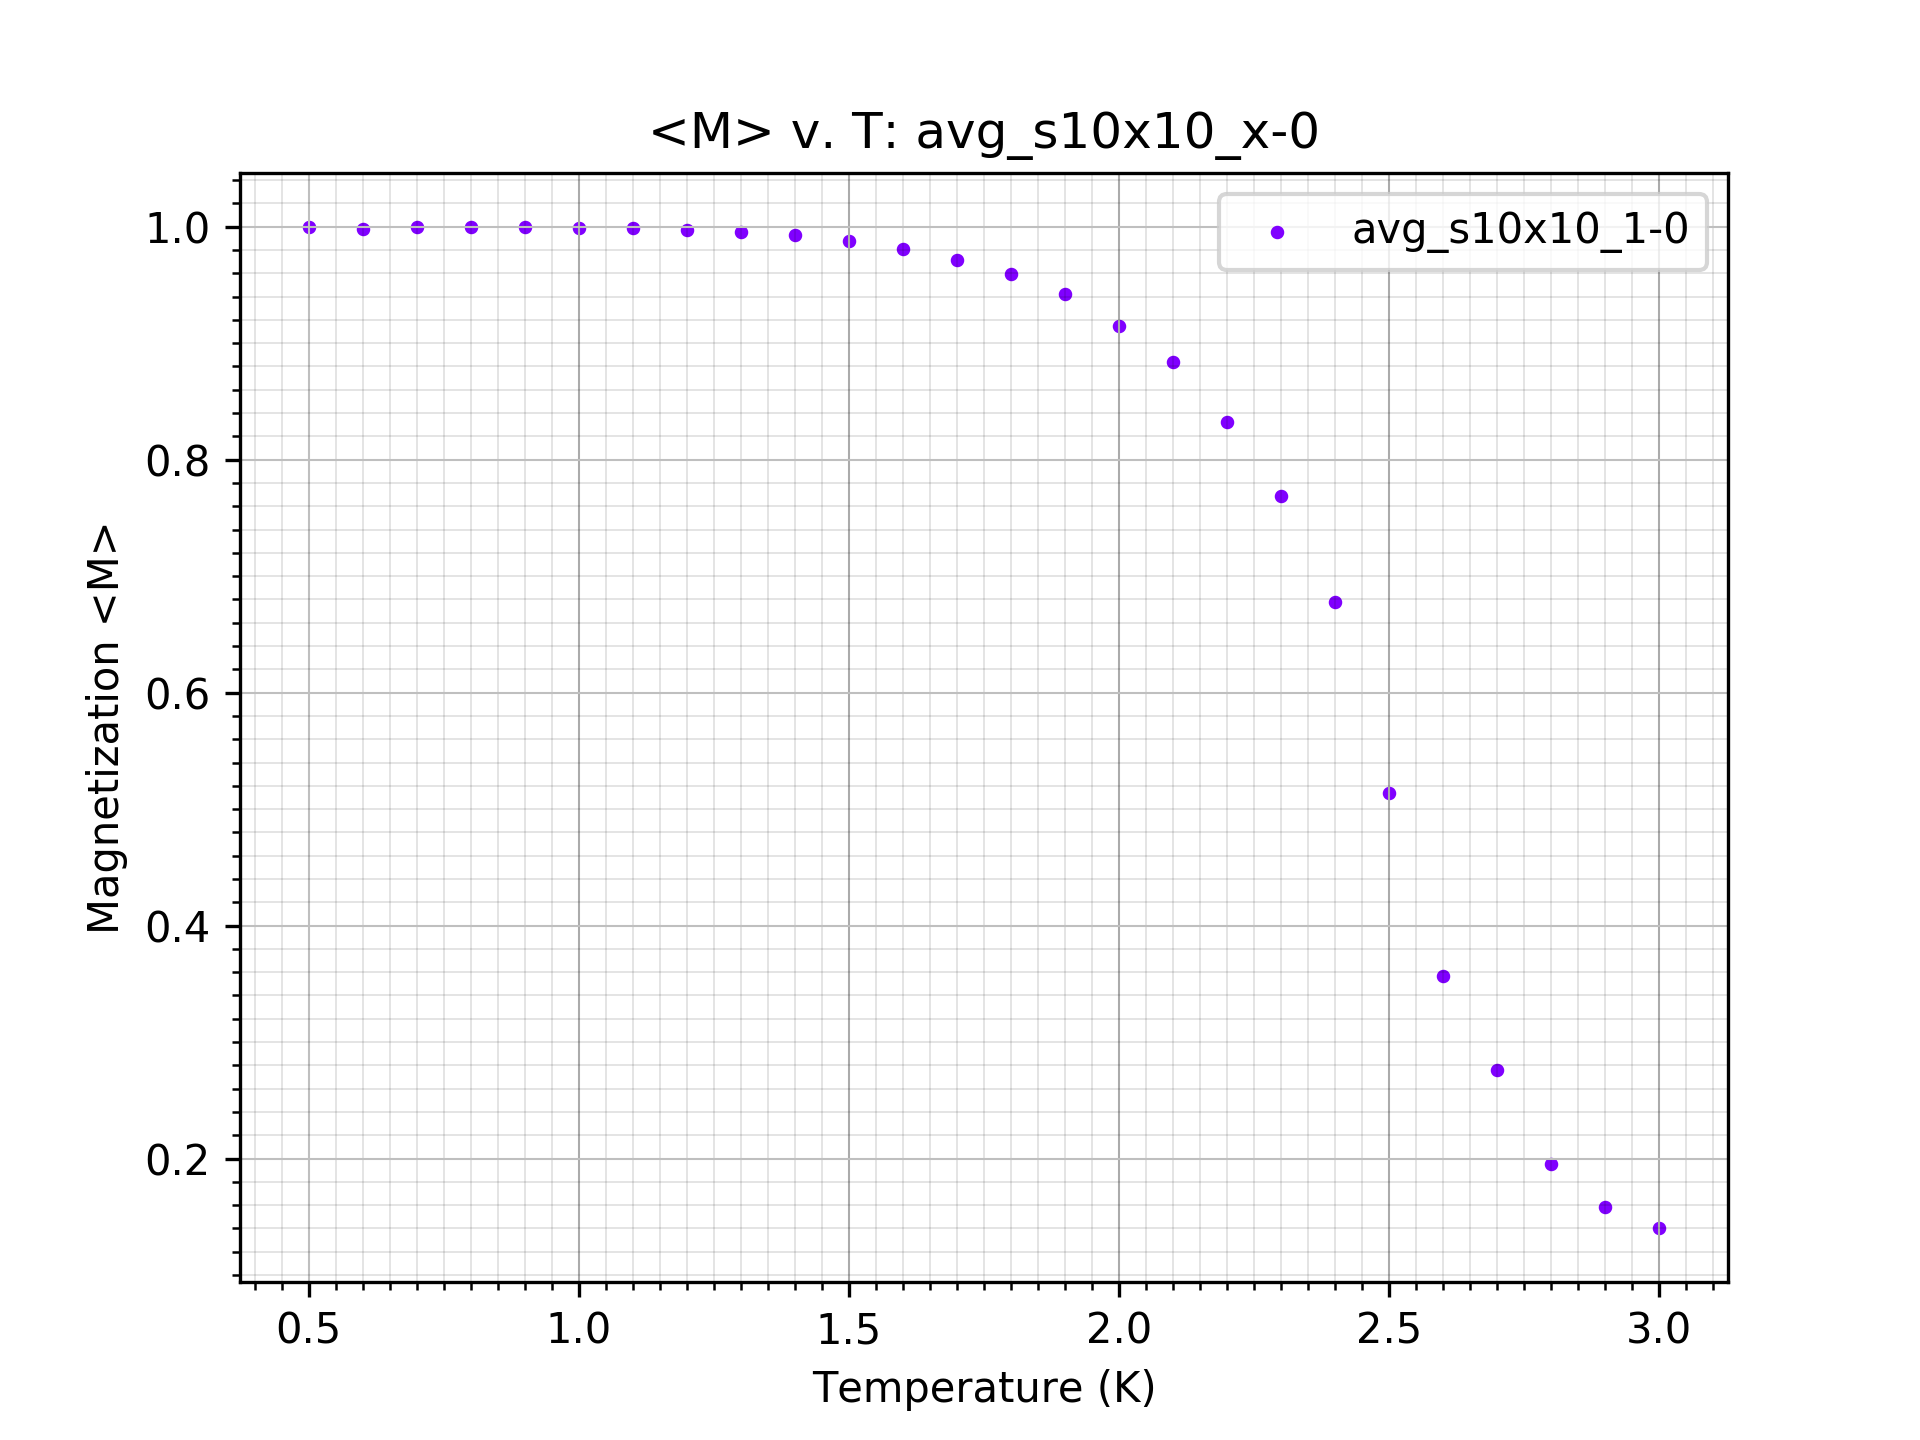 <M> v. T: avg_s10x10_x-0
avg_s10x10_1-0
Magnetization <M>
1.0
0.8
0.6
0.4
0.2
0.5 1.0 1.5 2.0 2.5 3.0
Temperature (K)